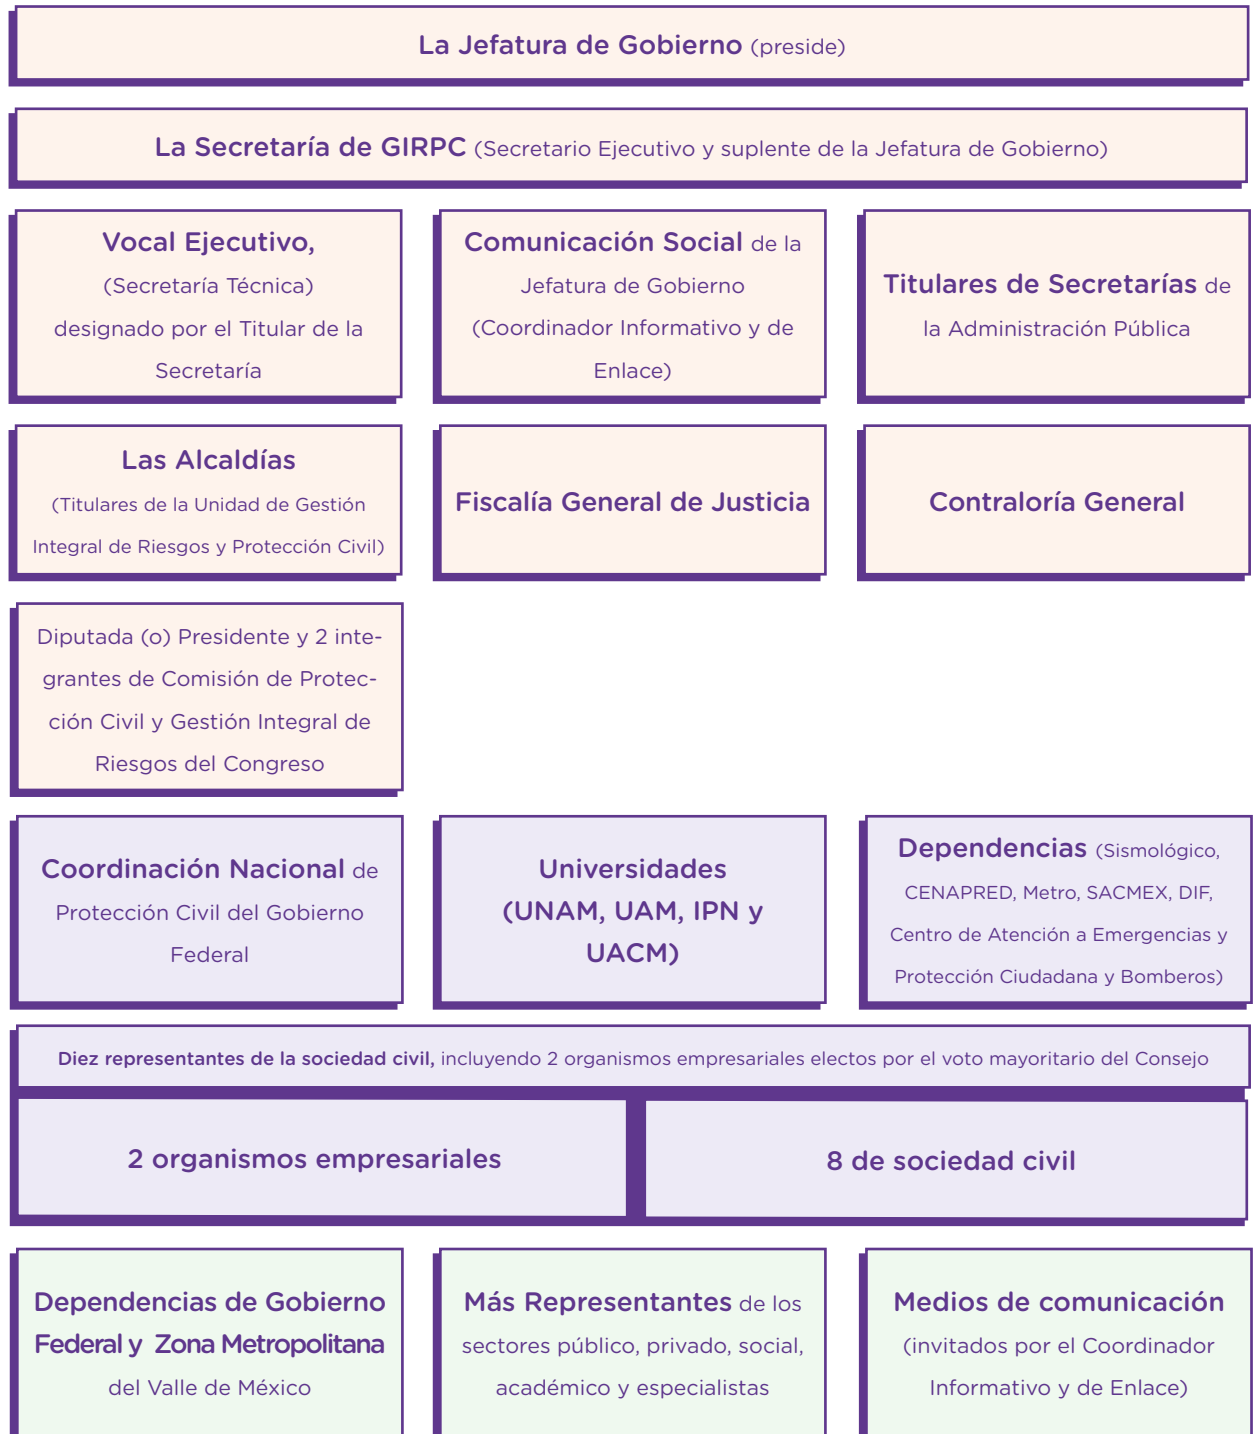 La Jefatura de Gobierno (preside)
La Secretaría de GIRPC (Secretario Ejecutivo y suplente de la Jefatura de Gobierno)
Vocal Ejecutivo,
(Secretaría Técnica)
designado por el Titular de la
Secretaría
Comunicación Social de la
Jefatura de Gobierno
(Coordinador Informativo y de
Enlace)
Titulares de Secretarías de
la Administración Pública
Las Alcaldías
(Titulares de la Unidad de Gestión
Integral de Riesgos y Protección Civil)
Fiscalía General de Justicia
Contraloría General
Diputada (o) Presidente y 2 inte-
grantes de Comisión de Protec-
ción Civil y Gestión Integral de
Riesgos del Congreso
Coordinación Nacional de
Protección Civil del Gobierno
Federal
Universidades
(UNAM, UAM, IPN y
UACM)
Dependencias (Sismológico,
CENAPRED, Metro, SACMEX, DIF,
Centro de Atención a Emergencias y
Protección Ciudadana y Bomberos)
Diez representantes de la sociedad civil, incluyendo 2 organismos empresariales electos por el voto mayoritario del Consejo
2 organismos empresariales
8 de sociedad civil
Dependencias de Gobierno
Federal y Zona Metropolitana
del Valle de México
Más Representantes de los
sectores público, privado, social,
académico y especialistas
Medios de comunicación
(invitados por el Coordinador
Informativo y de Enlace)